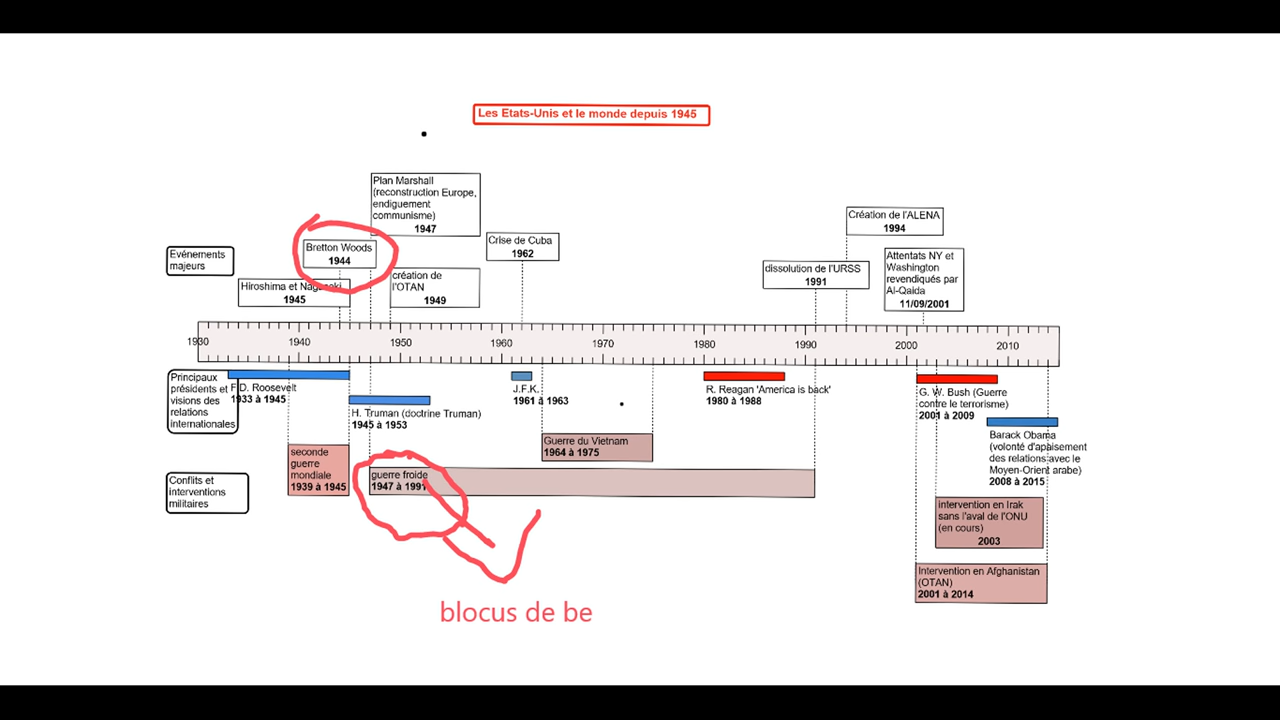 Les Etats-Unis et le monde depuis 1945
Plan Marshall
(reconstruction Europe,
endiguement
communisme)
1947
Création de l'ALENA
1994
Bretton Woods
1944
Crise de Cuba
1962
Evénements
majeurs
Attentats NY et
Washington
revendiqués par
Al-Qaida
11/09/2001
dissolution de l'URSS
1991
création de
l'OTAN
1949
Hiroshima et Nagasaki
1945
1930
1940
1950
1960
1970
1980
1990
2000
2010
Principaux
présidents et
visions des
relations
internationales
F.D. Roosevelt
1933 à 1945
H. Truman (doctrine Truman)
1945 à 1953
J.F.K.
1961 à 1963
R. Reagan 'America is back'
1980 à 1988
G. W. Bush (Guerre
contre le terrorisme)
2001 à 2009
Barack Obama
(volonté d'apaisement
des relations avec le
Moyen-Orient arabe)
2008 à 2015
Guerre du Vietnam
1964 à 1975
seconde
guerre
mondiale
1939 à 1945
guerre froide
1947 à 1991
Conflits et
interventions
militaires
intervention en Irak
sans l'aval de l'ONU
(en cours)
2003
Intervention en Afghanistan
(OTAN)
2001 à 2014
blocus de be